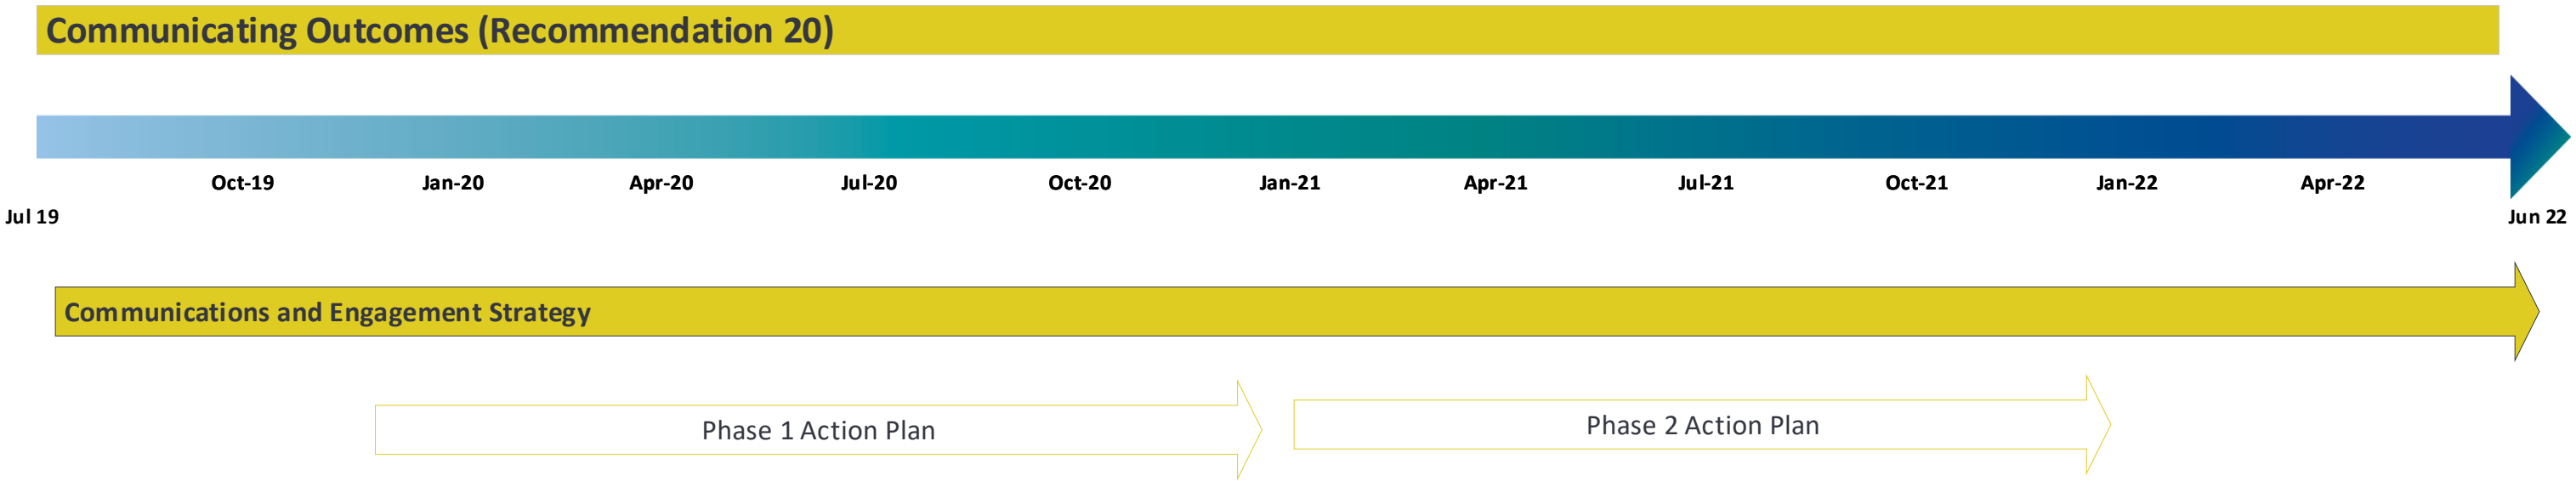 Communicating Outcomes (Recommendation 20)
Oct-19 Jan-20 Apr-20 Jul-20 Oct-20 Jan-21 Apr-21 Jul-21 Oct-21 Jan-22 Apr-22
Jul 19 Jun 22
Communications and Engagement Strategy
Phase 1 Action Plan
Phase 2 Action Plan